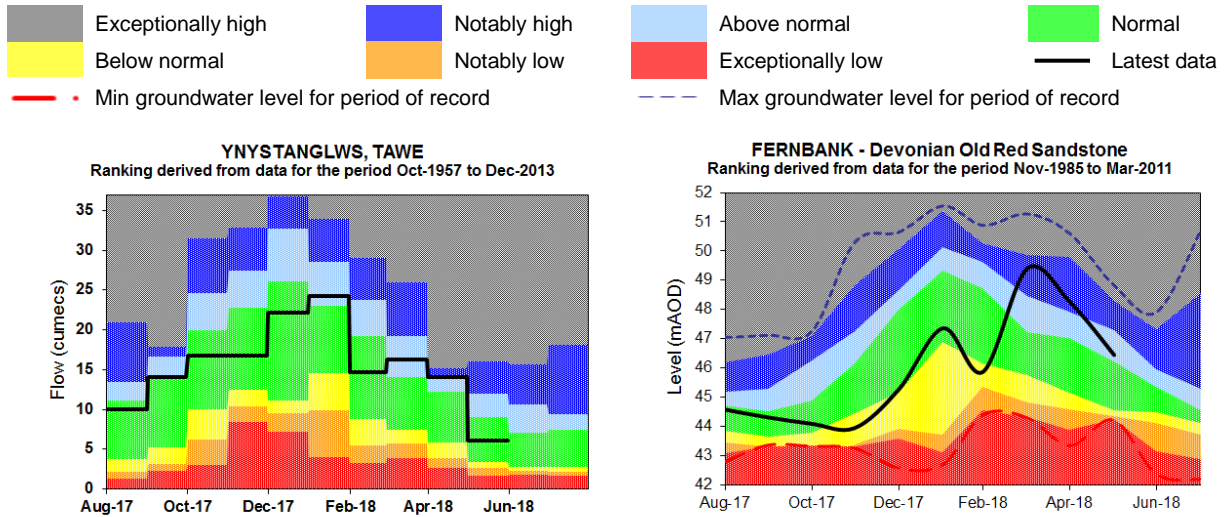 Exceptionally high Notably high Above normal Normal
Below normal Notably low Exceptionally low Latest data
Min groundwater level for period of record Max groundwater level for period of record
YNYSTANGLWS, TAWE
Ranking derived from data for the period Oct-1957 to Dec-2013
Flow (cumecs)
35
30
25
20
15
10
5
0
Aug-17 Oct-17 Dec-17 Feb-18 Apr-18 Jun-18
FERNBANK - Devonian Old Red Sandstone
Ranking derived from data for the period Nov-1985 to Mar-2011
Level (mAOD)
52
51
50
49
48
47
46
45
44
43
42
Aug-17 Oct-17 Dec-17 Feb-18 Apr-18 Jun-18